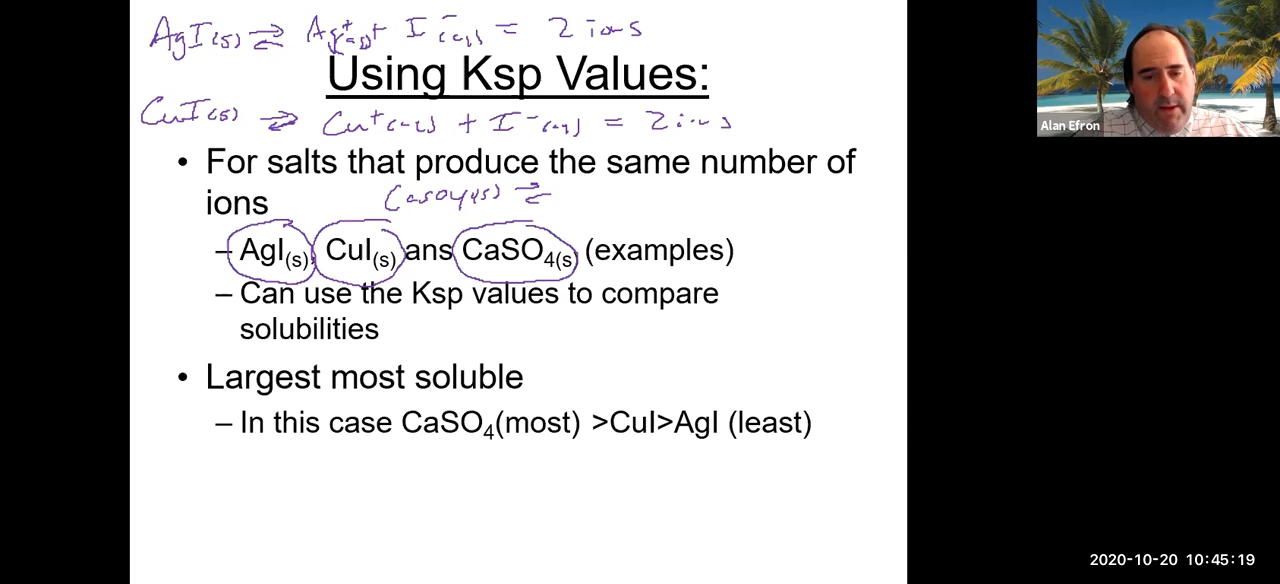 AgI(s) ⇌ Ag⁺(aq) + I⁻(aq) = 2 ions
Using Ksp Values:
CuI(s) ⇌ Cu⁺(aq) + I⁻(aq) = 2 ions
• For salts that produce the same number of
ions
CaSO₄(s) ⇌
– AgI(s), CuI(s) ans CaSO₄(s) (examples)
– Can use the Ksp values to compare
solubilities
• Largest most soluble
– In this case CaSO₄(most) >CuI>AgI (least)
Alan Efron
2020-10-20 10:45:19